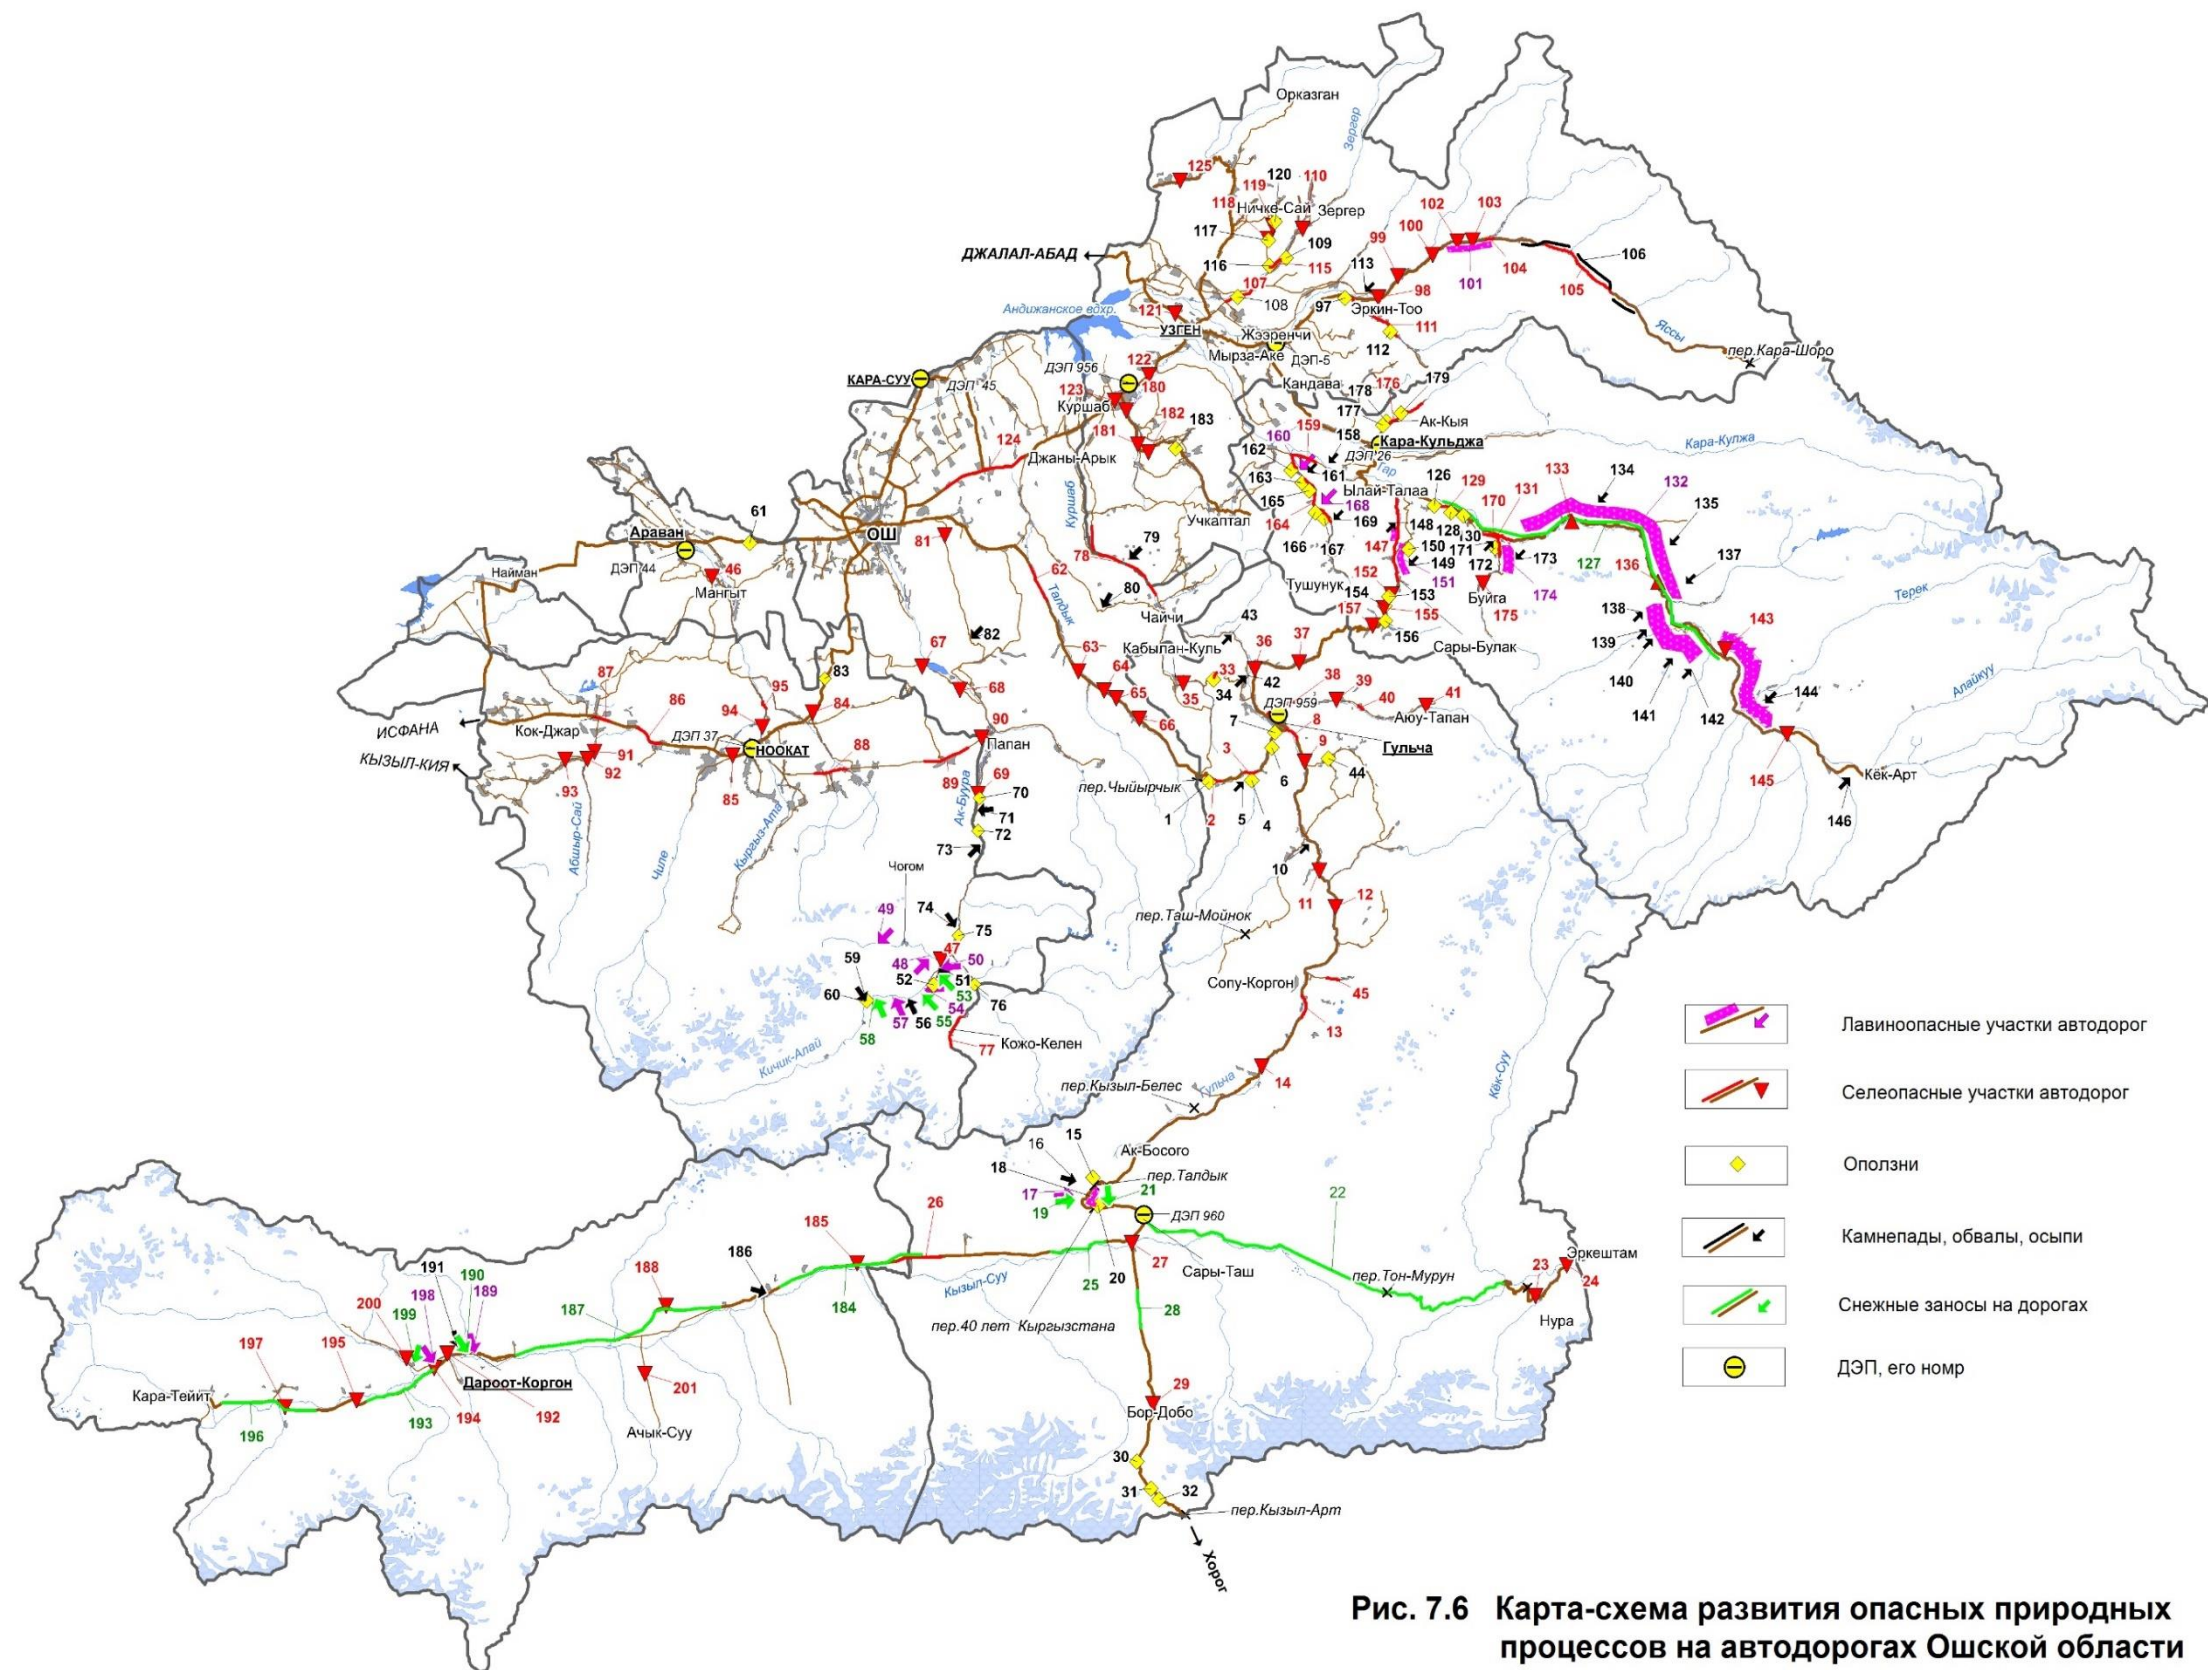 Орказган
Зергер
125
120
119
110
118
Ничке-Сай
Зергер
102
103
117
100
109
99
ДЖАЛАЛ-АБАД
116
115
113
104
106
101
107
105
108
98
97
Эркин-Тоо
Андижанское вдхр.
121
111
УЗГЕН
Жээренчи
Яссы
112
Мырза-Аке
ДЭП-5
пер.Кара-Шоро
122
ДЭП 956
КАРА-СУУ
ДЭП 45
180
Кандава
178
176
179
123
Куршаб
177
182
183
159
Ак-Кыя
181
160
158
Кара-Кульджа
124
162
ДЭП 26
Кара-Кулжа
Джаны-Арык
Тар
161
133
134
163
126
129
131
132
Ылай-Талаа
165
168
170
135
61
Куршаб
Учкаптал
164
169
148
128
130
Араван
ОШ
81
79
166
167
147
150
171
173
137
78
149
172
127
136
Найман
ДЭП 44
46
62
Тушунук
152
151
Мангыт
Талдык
80
154
153
Буйга
174
Терек
138
Чайчи
157
155
175
143
82
43
156
139
Кабылан-Куль
36
37
Сары-Булак
67
63
83
140
87
64
33
38
141
Алайкуу
95
68
65
34
42
39
142
144
86
94
84
35
ДЭП 959
40
41
90
66
Аюу-Тапан
ИСФАНА
Кок-Джар
ДЭП 37
7
8
НООКАТ
Папан
3
9
Гульча
КЫЗЫЛ-КИЯ
91
88
92
6
44
69
93
85
89
пер.Чыйырчык
145
Кёк-Арт
70
Ак-Буура
71
1
2
5
4
146
72
Абшыр-Сай
Чиле
Кыргыз-Ата
73
10
Чогом
11
12
49
74
пер.Таш-Мойнок
75
47
59
48
50
52
51
Сопу-Коргон
60
53
76
45
54
57
56
55
58
13
77
Кожо-Келен
Лавиноопасные участки автодорог
Кичик-Алай
Кёк-Суу
14
пер.Кызыл-Белес
Гульча
Селеопасные участки автодорог
15
16
Ак-Босого
Оползни
18
пер.Талдык
17
21
22
19
ДЭП 960
185
26
Камнепады, обвалы, осыпи
186
Эркештам
191
190
188
27
23
24
198
189
20
Сары-Таш
пер.Тон-Мурун
25
Кызыл-Суу
200
187
184
28
Снежные заносы на дорогах
199
пер.40 лет Кыргызстана
Нура
197
195
ДЭП, его номр
201
29
Кара-Тейит
Дароот-Коргон
Бор-Добо
196
193
194
192
Ачык-Суу
30
31
32
пер.Кызыл-Арт
Хорог
Рис. 7.6 Карта-схема развития опасных природных
процессов на автодорогах Ошской области